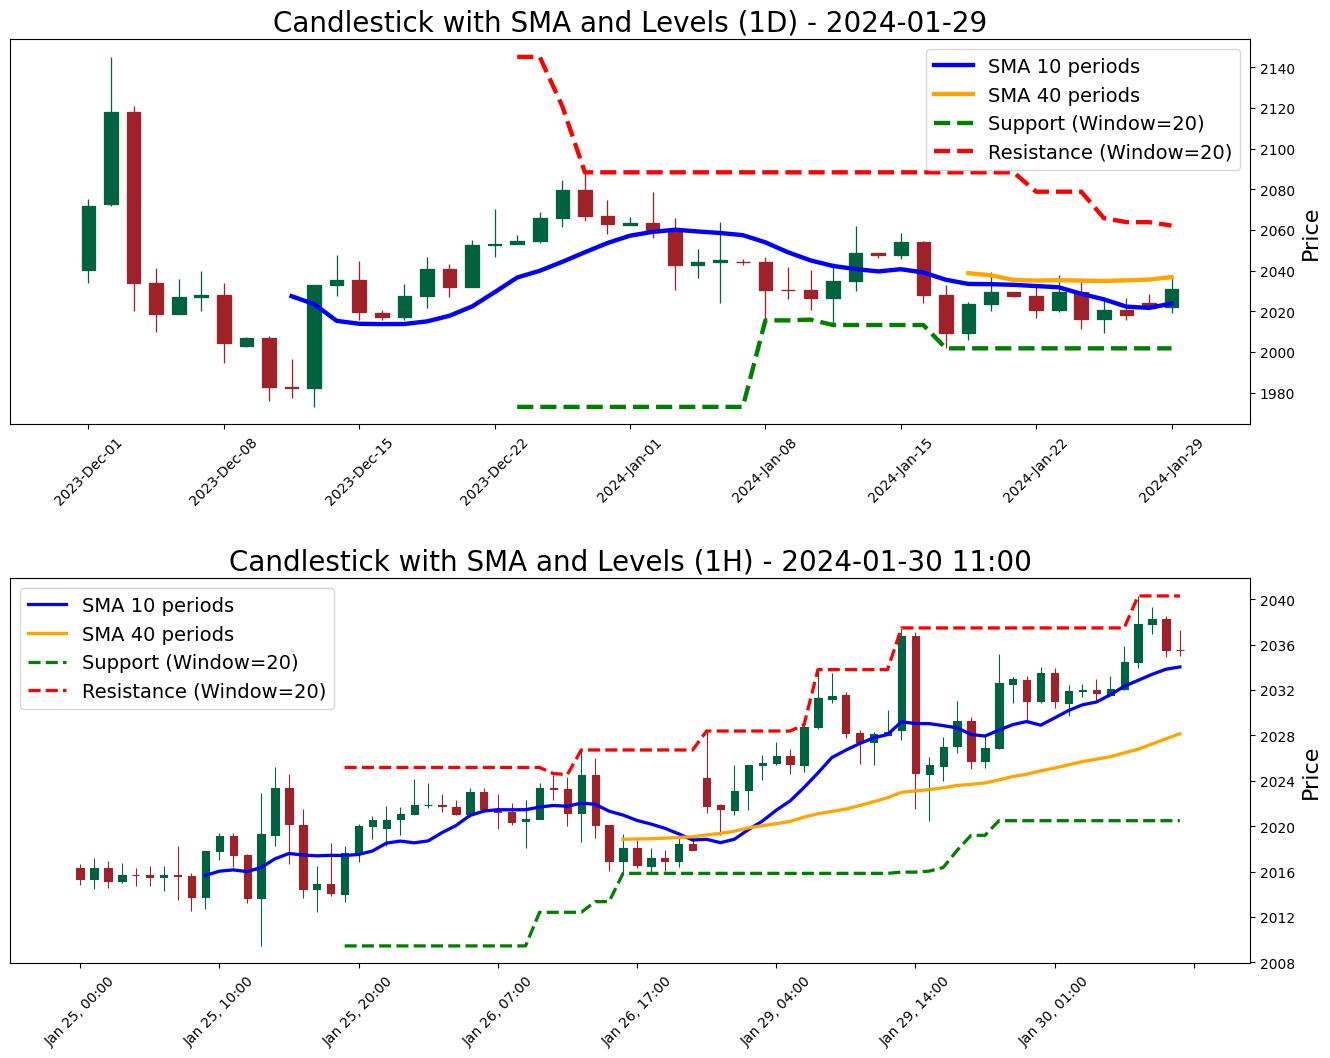 Candlestick with SMA and Levels (1D) - 2024-01-29
SMA 10 periods
SMA 40 periods
Support (Window=20)
Resistance (Window=20)
2140
2120
2100
2080
2060
2040
2020
2000
1980
Price
2023-Dec-01
2023-Dec-08
2023-Dec-15
2023-Dec-22
2024-Jan-01
2024-Jan-08
2024-Jan-15
2024-Jan-22
2024-Jan-29
Candlestick with SMA and Levels (1H) - 2024-01-30 11:00
SMA 10 periods
SMA 40 periods
Support (Window=20)
Resistance (Window=20)
2040
2036
2032
2028
2024
2020
2016
2012
2008
Price
Jan 25, 00:00
Jan 25, 10:00
Jan 25, 20:00
Jan 26, 07:00
Jan 26, 17:00
Jan 29, 04:00
Jan 29, 14:00
Jan 30, 01:00